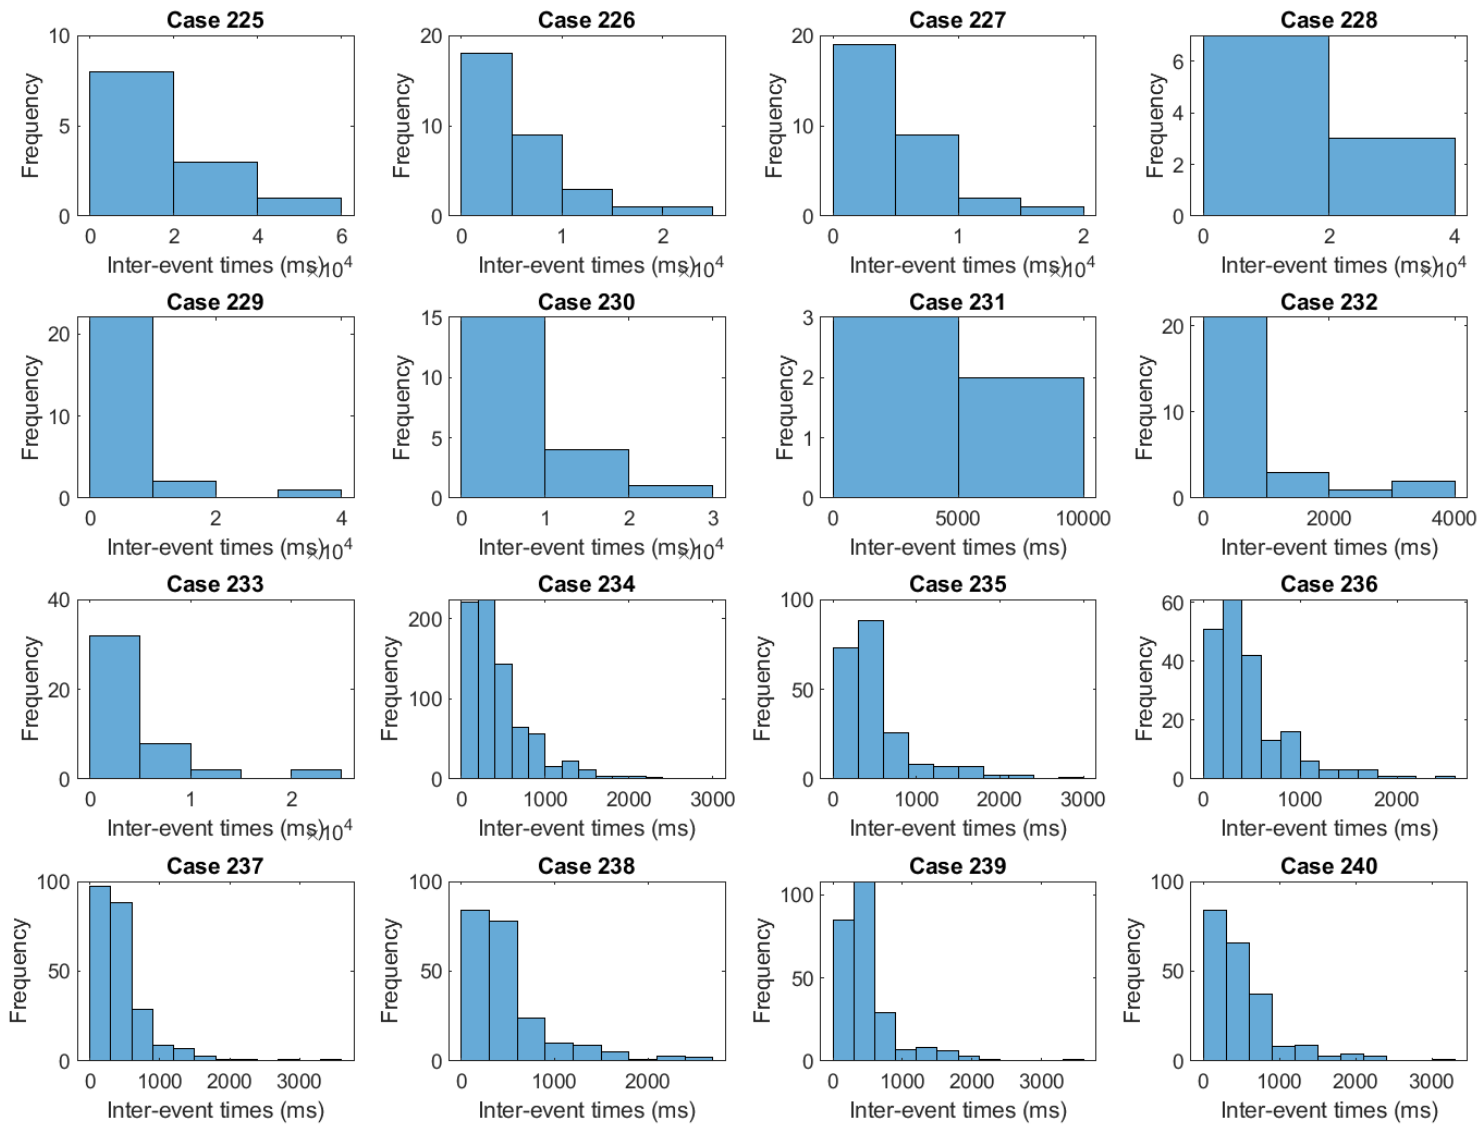 Case 225 Case 226 Case 227 Case 228
Frequency 10 5 0 Frequency 20 10 0 Frequency 20 10 0 Frequency 6 4 2 0
0 2 4 6 0 1 2 0 1 2 0 2 4
Inter-event times (ms) ×10⁴ Inter-event times (ms) ×10⁴ Inter-event times (ms) ×10⁴ Inter-event times (ms) ×10⁴
Case 229 Case 230 Case 231 Case 232
Frequency 20 10 0 Frequency 15 10 5 0 Frequency 3 2 1 0 Frequency 20 10 0
0 2 4 0 1 2 3 0 5000 10000 0 2000 4000
Inter-event times (ms) ×10⁴ Inter-event times (ms) ×10⁴ Inter-event times (ms) Inter-event times (ms)
Case 233 Case 234 Case 235 Case 236
Frequency 40 20 0 Frequency 200 100 0 Frequency 100 50 0 Frequency 60 40 20 0
0 1 2 0 1000 2000 3000 0 1000 2000 3000 0 1000 2000
Inter-event times (ms) ×10⁴ Inter-event times (ms) Inter-event times (ms) Inter-event times (ms)
Case 237 Case 238 Case 239 Case 240
Frequency 100 50 0 Frequency 100 50 0 Frequency 100 50 0 Frequency 100 50 0
0 1000 2000 3000 0 1000 2000 0 1000 2000 3000 0 1000 2000 3000
Inter-event times (ms) Inter-event times (ms) Inter-event times (ms) Inter-event times (ms)